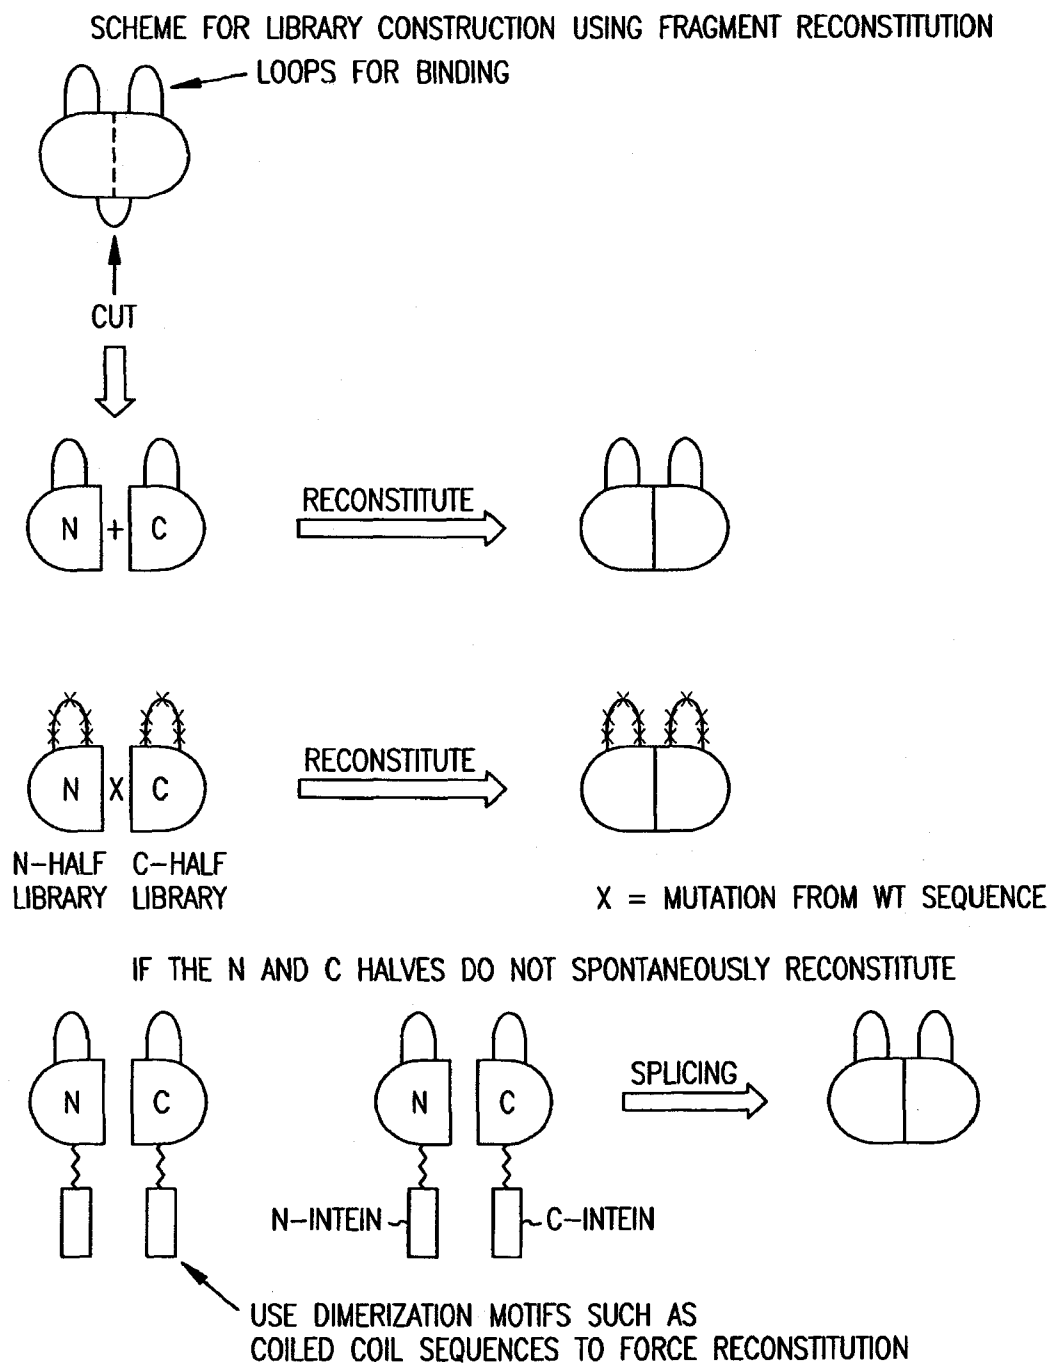 SCHEME FOR LIBRARY CONSTRUCTION USING FRAGMENT RECONSTITUTION
LOOPS FOR BINDING
CUT
N + C
RECONSTITUTE
N X C
RECONSTITUTE
N-HALF LIBRARY
C-HALF LIBRARY
X = MUTATION FROM WT SEQUENCE
IF THE N AND C HALVES DO NOT SPONTANEOUSLY RECONSTITUTE
N C
N C
SPLICING
N-INTEIN
C-INTEIN
USE DIMERIZATION MOTIFS SUCH AS
COILED COIL SEQUENCES TO FORCE RECONSTITUTION